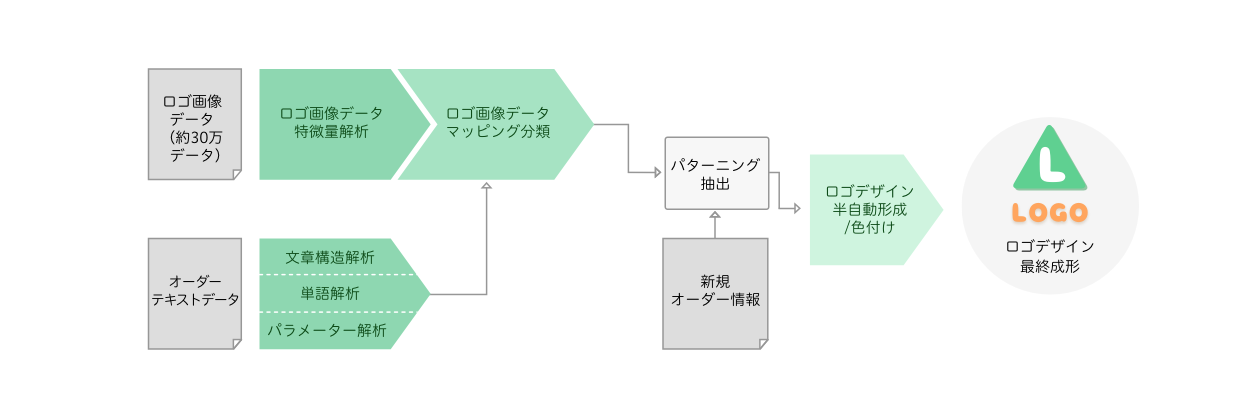 ロゴ画像
データ
（約30万
データ）
ロゴ画像データ
特微量解析
ロゴ画像データ
マッピング分類
オーダー
テキストデータ
文章構造解析
単語解析
パラメーター解析
パターニング
抽出
新規
オーダー情報
ロゴデザイン
半自動形成
/色付け
L
LOGO
ロゴデザイン
最終成形